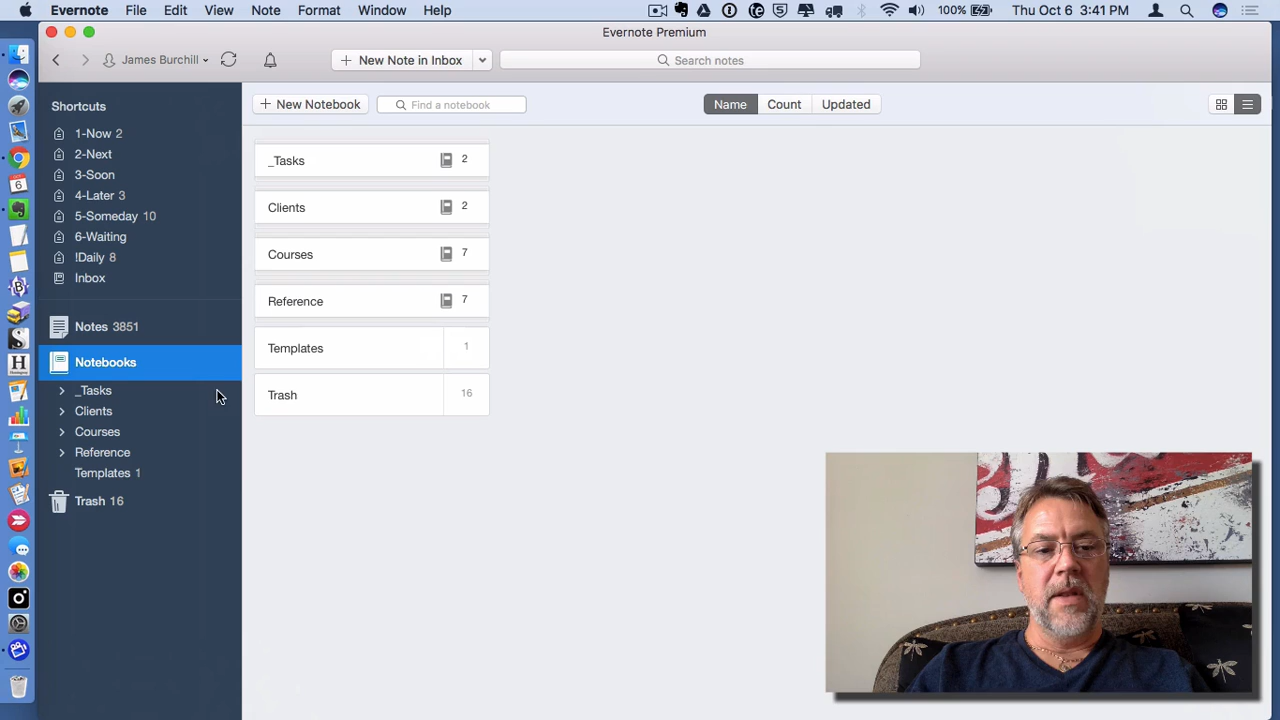 Evernote File Edit View Note Format Window Help 100% Thu Oct 6 3:41 PM
Evernote Premium
James Burchill
New Note in Inbox
Search notes
Shortcuts
1-Now 2
2-Next
3-Soon
4-Later 3
5-Someday 10
6-Waiting
!Daily 8
Inbox
Notes 3851
Notebooks
_Tasks
Clients
Courses
Reference
Templates 1
Trash 16
New Notebook
Find a notebook
Name Count Updated
_Tasks 2
Clients 2
Courses 7
Reference 7
Templates 1
Trash 16